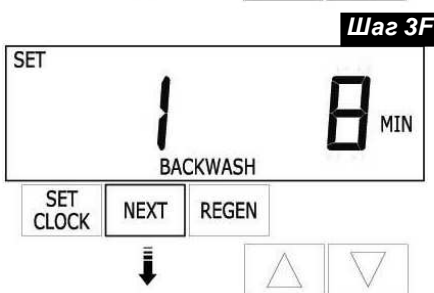 Шаг 3F
SET
1 8 MIN
BACKWASH
SET CLOCK NEXT REGEN